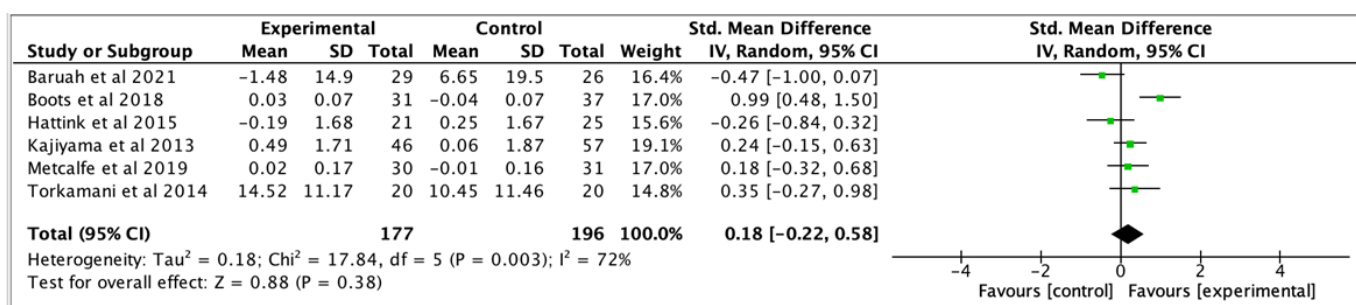 Experimental Control Std. Mean Difference Std. Mean Difference
Study or Subgroup Mean SD Total Mean SD Total Weight IV, Random, 95% CI IV, Random, 95% CI
Baruah et al 2021 −1.48 14.9 29 6.65 19.5 26 16.4% −0.47 [−1.00, 0.07]
Boots et al 2018 0.03 0.07 31 −0.04 0.07 37 17.0% 0.99 [0.48, 1.50]
Hattink et al 2015 −0.19 1.68 21 0.25 1.67 25 15.6% −0.26 [−0.84, 0.32]
Kajiyama et al 2013 0.49 1.71 46 0.06 1.87 57 19.1% 0.24 [−0.15, 0.63]
Metcalfe et al 2019 0.02 0.17 30 −0.01 0.16 31 17.0% 0.18 [−0.32, 0.68]
Torkamani et al 2014 14.52 11.17 20 10.45 11.46 20 14.8% 0.35 [−0.27, 0.98]
Total (95% CI) 177 196 100.0% 0.18 [−0.22, 0.58]
Heterogeneity: Tau² = 0.18; Chi² = 17.84, df = 5 (P = 0.003); I² = 72%
Test for overall effect: Z = 0.88 (P = 0.38)
−4 −2 0 2 4
Favours [control] Favours [experimental]